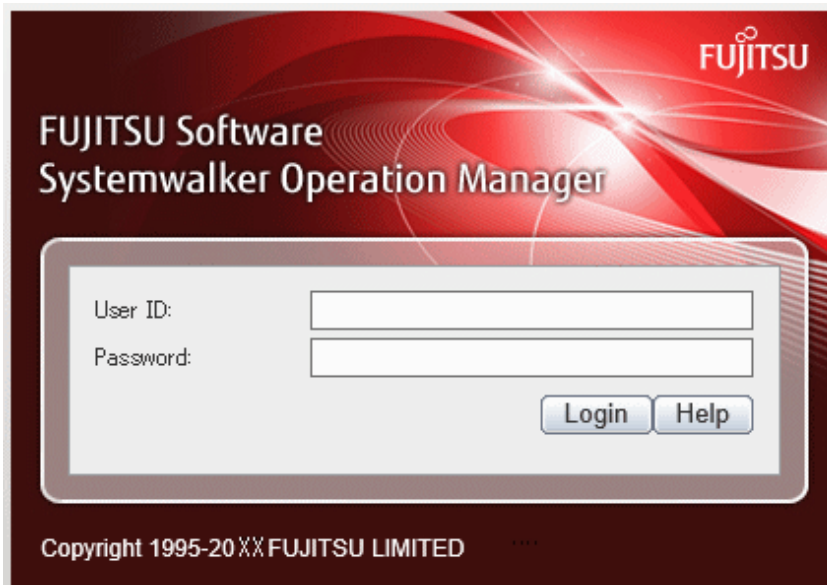 FUJITSU
FUJITSU Software
Systemwalker Operation Manager
User ID:
Password:
Login Help
Copyright 1995-20XX FUJITSU LIMITED